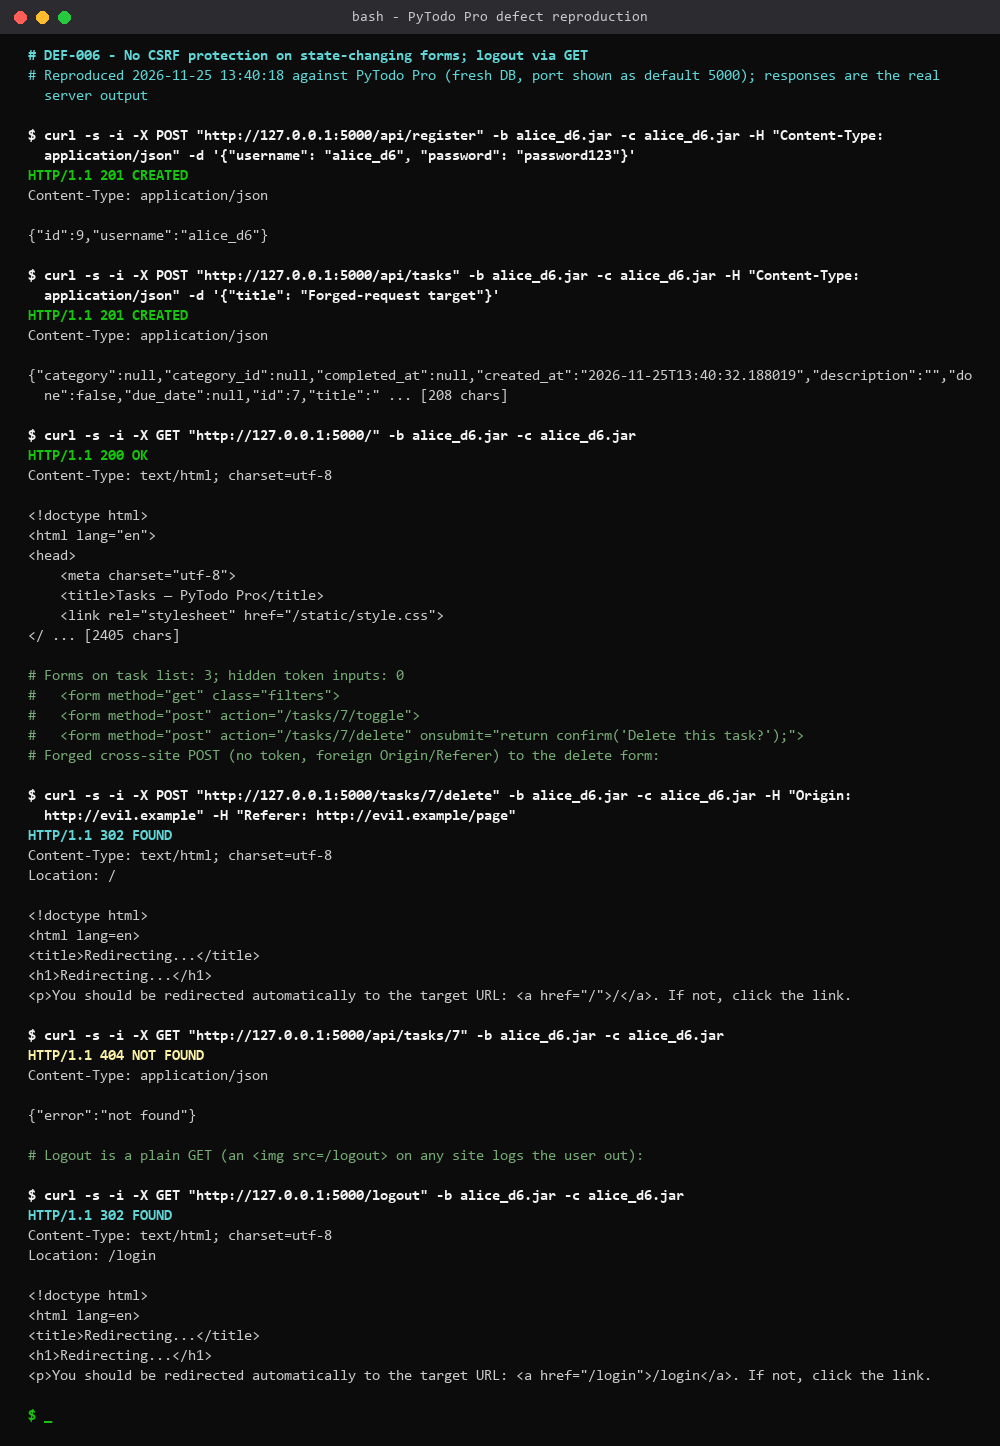 bash - PyTodo Pro defect reproduction
# DEF-006 - No CSRF protection on state-changing forms; logout via GET
# Reproduced 2026-11-25 13:40:18 against PyTodo Pro (fresh DB, port shown as default 5000); responses are the real
server output
$ curl -s -i -X POST "http://127.0.0.1:5000/api/register" -b alice_d6.jar -c alice_d6.jar -H "Content-Type:
application/json" -d '{"username": "alice_d6", "password": "password123"}'
HTTP/1.1 201 CREATED
Content-Type: application/json
{"id":9,"username":"alice_d6"}
$ curl -s -i -X POST "http://127.0.0.1:5000/api/tasks" -b alice_d6.jar -c alice_d6.jar -H "Content-Type:
application/json" -d '{"title": "Forged-request target"}'
HTTP/1.1 201 CREATED
Content-Type: application/json
{"category":null,"category_id":null,"completed_at":null,"created_at":"2026-11-25T13:40:32.188019","description":"","do
ne":false,"due_date":null,"id":7,"title":" ... [208 chars]
$ curl -s -i -X GET "http://127.0.0.1:5000/" -b alice_d6.jar -c alice_d6.jar
HTTP/1.1 200 OK
Content-Type: text/html; charset=utf-8
<!doctype html>
<html lang="en">
<head>
    <meta charset="utf-8">
    <title>Tasks — PyTodo Pro</title>
    <link rel="stylesheet" href="/static/style.css">
</ ... [2405 chars]
# Forms on task list: 3; hidden token inputs: 0
#   <form method="get" class="filters">
#   <form method="post" action="/tasks/7/toggle">
#   <form method="post" action="/tasks/7/delete" onsubmit="return confirm('Delete this task?');">
# Forged cross-site POST (no token, foreign Origin/Referer) to the delete form:
$ curl -s -i -X POST "http://127.0.0.1:5000/tasks/7/delete" -b alice_d6.jar -c alice_d6.jar -H "Origin:
http://evil.example" -H "Referer: http://evil.example/page"
HTTP/1.1 302 FOUND
Content-Type: text/html; charset=utf-8
Location: /
<!doctype html>
<html lang=en>
<title>Redirecting...</title>
<h1>Redirecting...</h1>
<p>You should be redirected automatically to the target URL: <a href="/">/</a>. If not, click the link.
$ curl -s -i -X GET "http://127.0.0.1:5000/api/tasks/7" -b alice_d6.jar -c alice_d6.jar
HTTP/1.1 404 NOT FOUND
Content-Type: application/json
{"error":"not found"}
# Logout is a plain GET (an <img src=/logout> on any site logs the user out):
$ curl -s -i -X GET "http://127.0.0.1:5000/logout" -b alice_d6.jar -c alice_d6.jar
HTTP/1.1 302 FOUND
Content-Type: text/html; charset=utf-8
Location: /login
<!doctype html>
<html lang=en>
<title>Redirecting...</title>
<h1>Redirecting...</h1>
<p>You should be redirected automatically to the target URL: <a href="/login">/login</a>. If not, click the link.
$ _